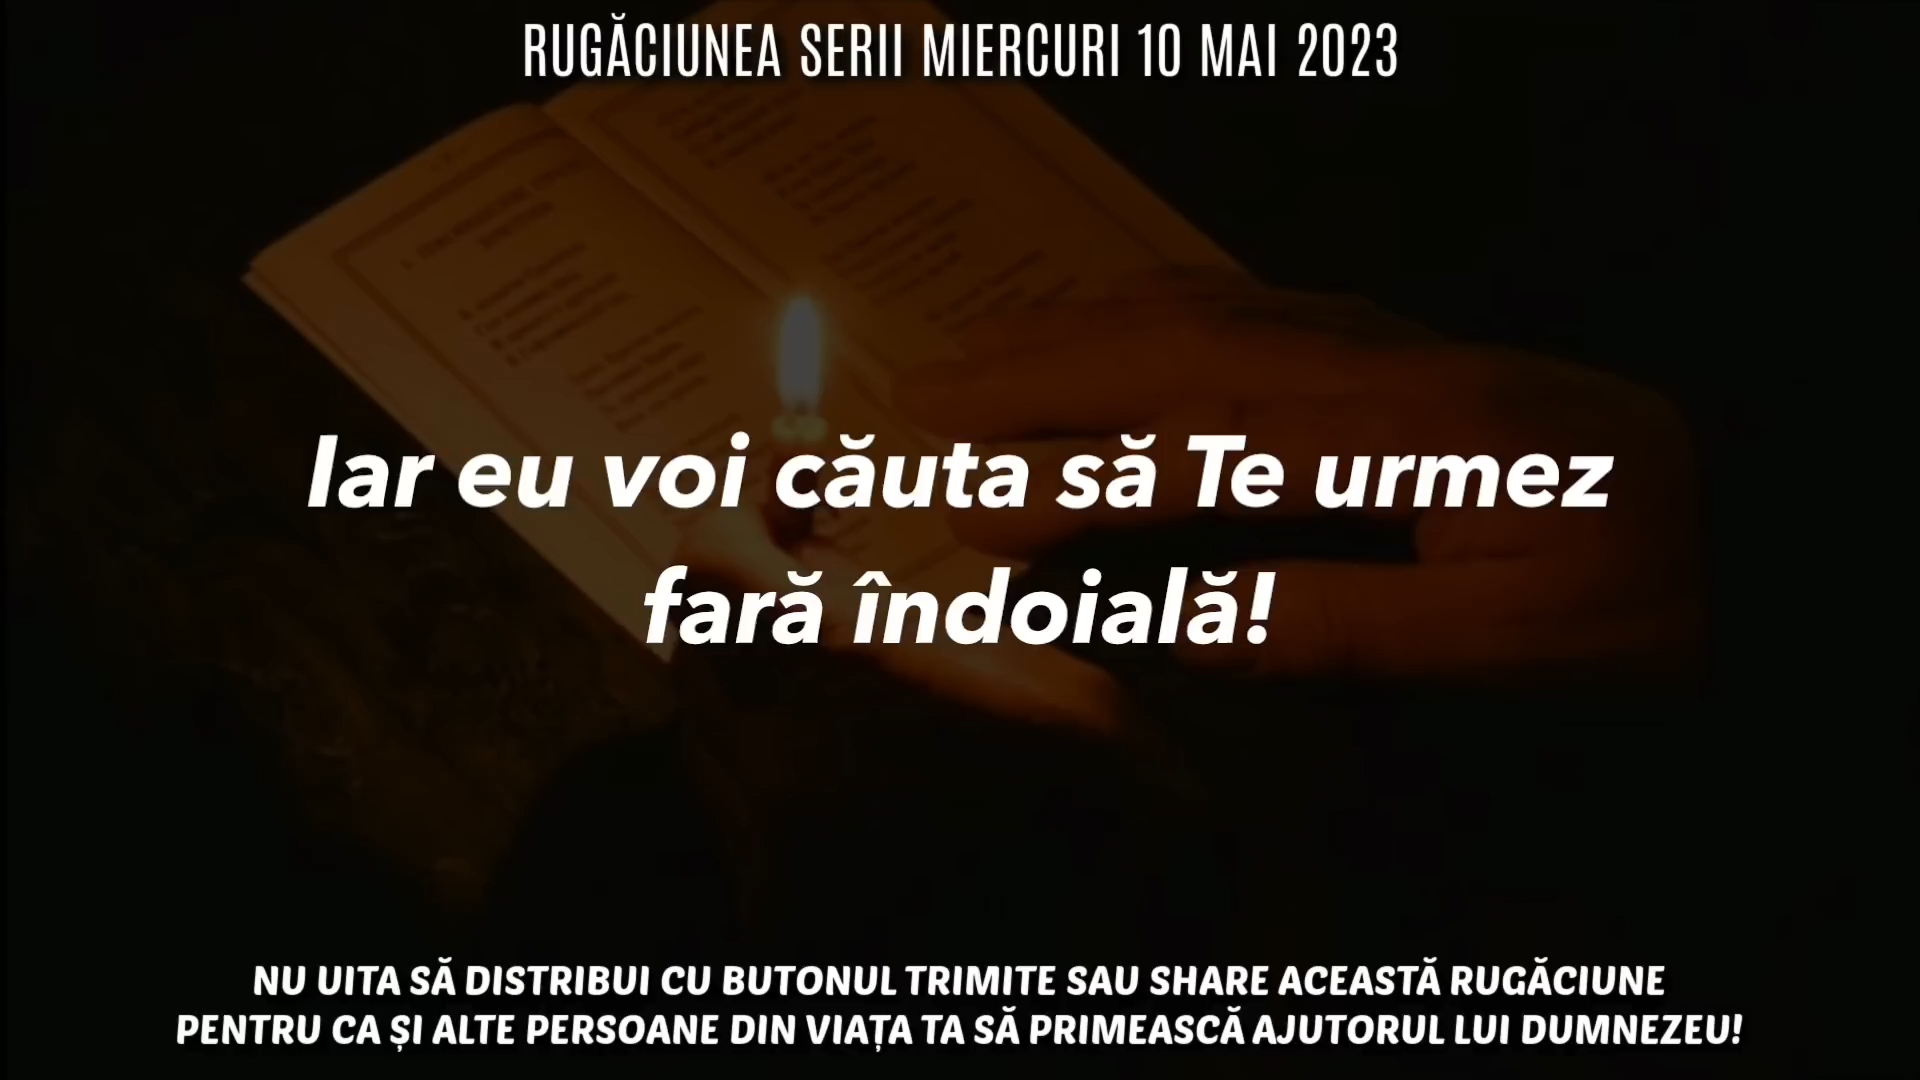 RUGĂCIUNEA SERII MIERCURI 10 MAI 2023
Iar eu voi căuta să Te urmez
fară îndoială!
NU UITA SĂ DISTRIBUI CU BUTONUL TRIMITE SAU SHARE ACEASTĂ RUGĂCIUNE
PENTRU CA ȘI ALTE PERSOANE DIN VIAȚA TA SĂ PRIMEASCĂ AJUTORUL LUI DUMNEZEU!